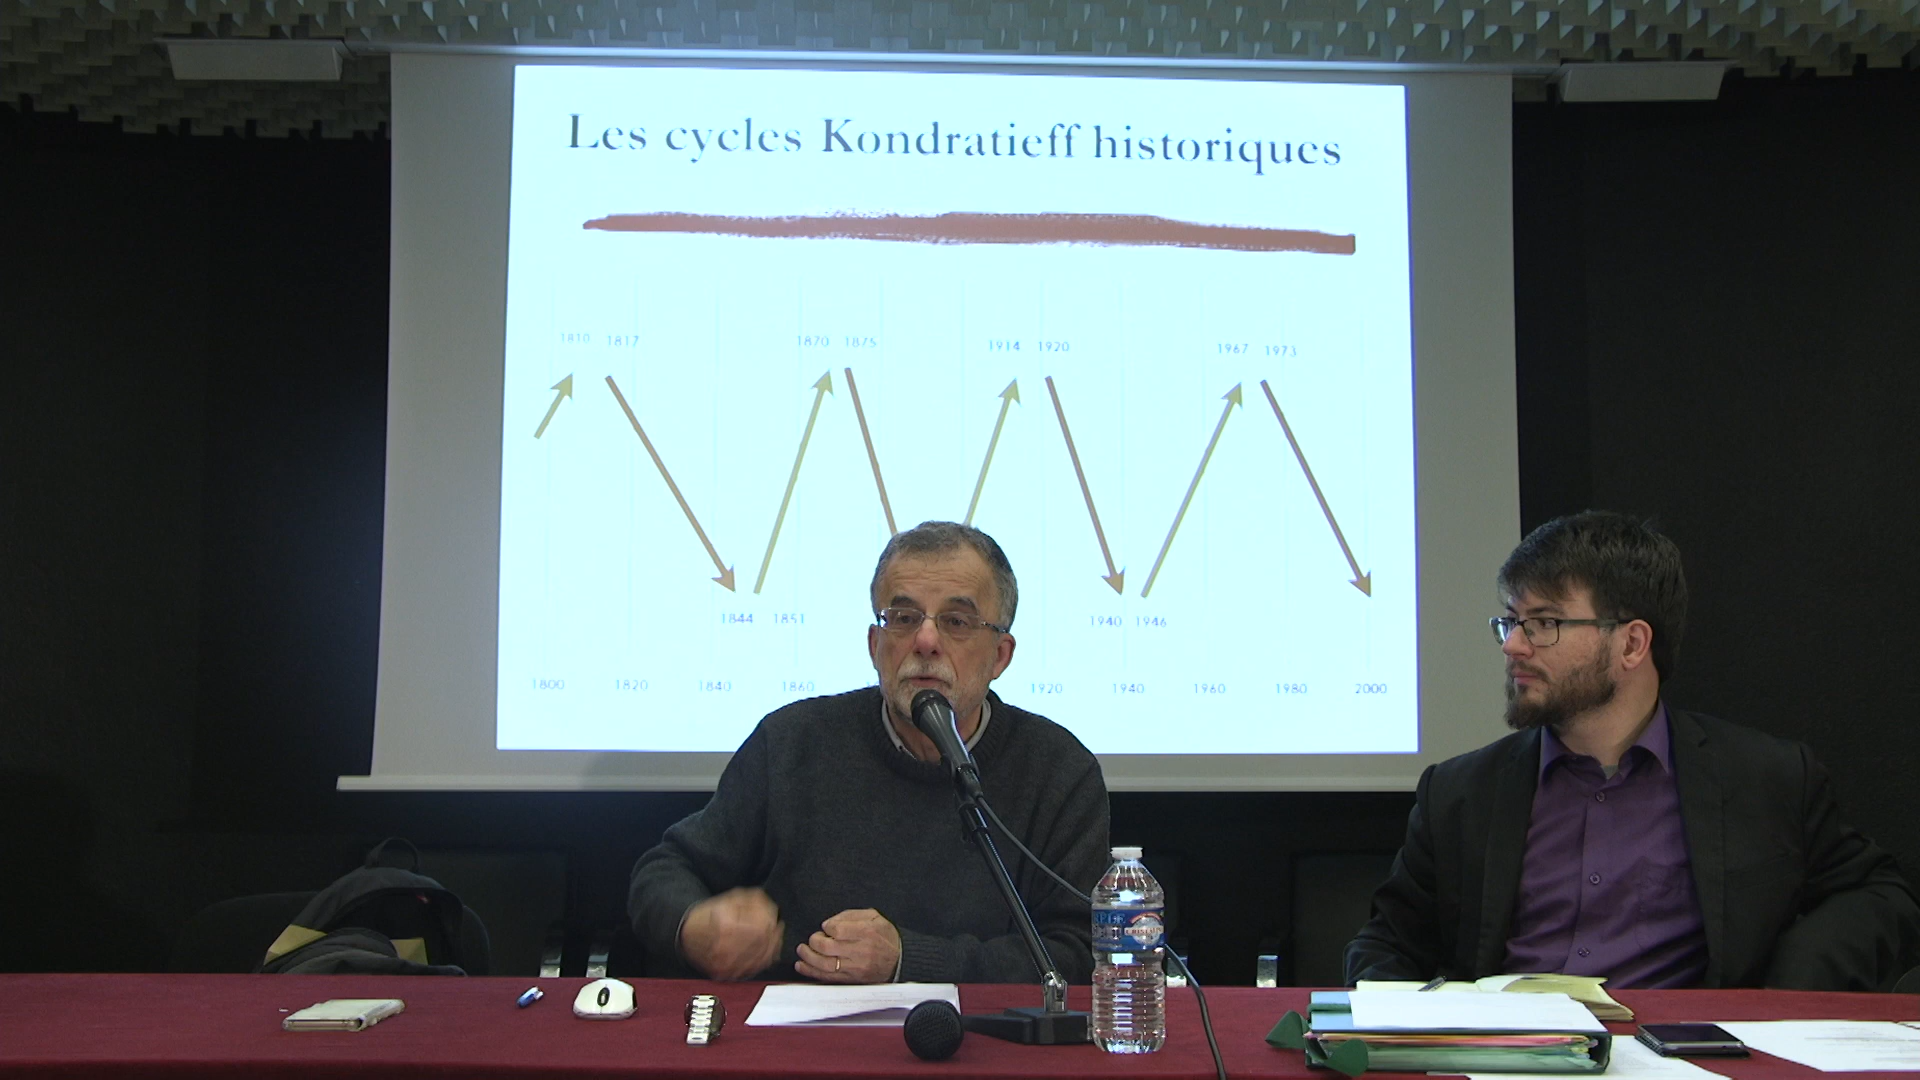 Les cycles Kondratieff historiques
1810 1817 1870 1875 1914 1920 1967 1973
1844 1851 1940 1946
1800 1820 1840 1860 1920 1940 1960 1980 2000